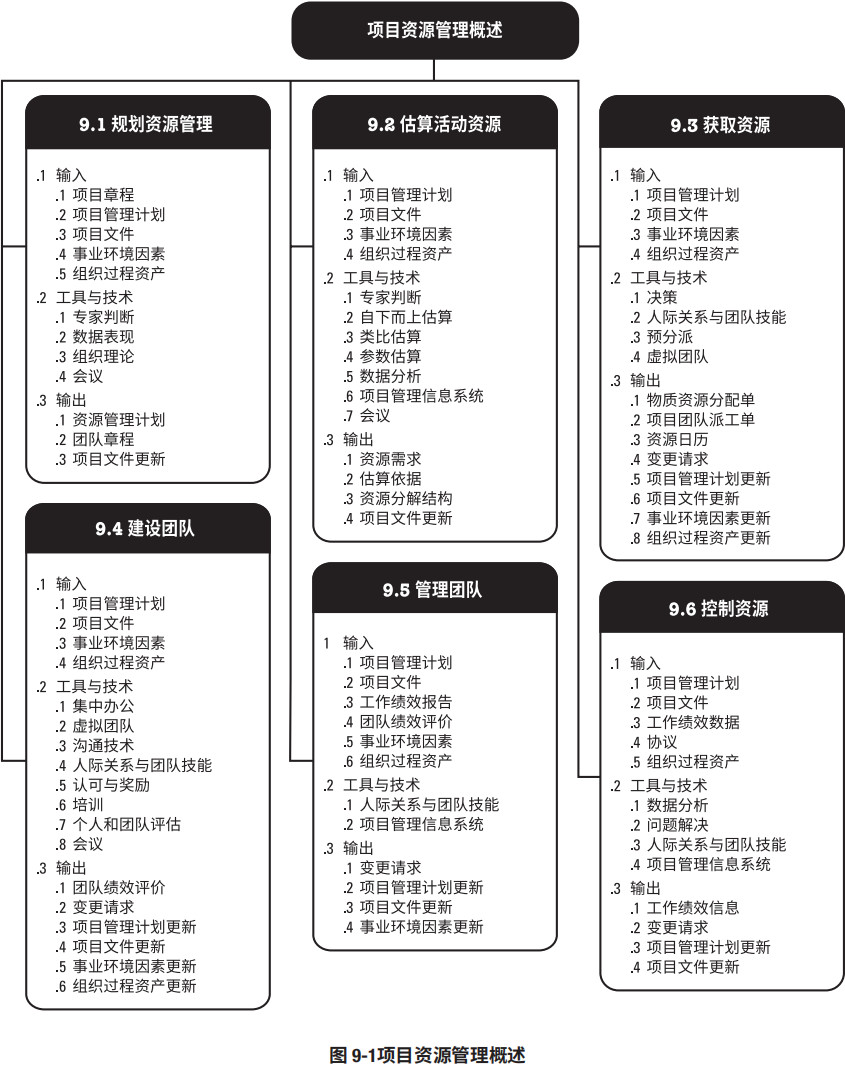 项目资源管理概述
9.1 规划资源管理
.1 输入
.1 项目章程
.2 项目管理计划
.3 项目文件
.4 事业环境因素
.5 组织过程资产
.2 工具与技术
.1 专家判断
.2 数据表现
.3 组织理论
.4 会议
.3 输出
.1 资源管理计划
.2 团队章程
.3 项目文件更新
9.2 估算活动资源
.1 输入
.1 项目管理计划
.2 项目文件
.3 事业环境因素
.4 组织过程资产
.2 工具与技术
.1 专家判断
.2 自下而上估算
.3 类比估算
.4 参数估算
.5 数据分析
.6 项目管理信息系统
.7 会议
.3 输出
.1 资源需求
.2 估算依据
.3 资源分解结构
.4 项目文件更新
9.3 获取资源
.1 输入
.1 项目管理计划
.2 项目文件
.3 事业环境因素
.4 组织过程资产
.2 工具与技术
.1 决策
.2 人际关系与团队技能
.3 预分派
.4 虚拟团队
.3 输出
.1 物质资源分配单
.2 项目团队派工单
.3 资源日历
.4 变更请求
.5 项目管理计划更新
.6 项目文件更新
.7 事业环境因素更新
.8 组织过程资产更新
9.4 建设团队
.1 输入
.1 项目管理计划
.2 项目文件
.3 事业环境因素
.4 组织过程资产
.2 工具与技术
.1 集中办公
.2 虚拟团队
.3 沟通技术
.4 人际关系与团队技能
.5 认可与奖励
.6 培训
.7 个人和团队评估
.8 会议
.3 输出
.1 团队绩效评价
.2 变更请求
.3 项目管理计划更新
.4 项目文件更新
.5 事业环境因素更新
.6 组织过程资产更新
9.5 管理团队
1 输入
.1 项目管理计划
.2 项目文件
.3 工作绩效报告
.4 团队绩效评价
.5 事业环境因素
.6 组织过程资产
.2 工具与技术
.1 人际关系与团队技能
.2 项目管理信息系统
.3 输出
.1 变更请求
.2 项目管理计划更新
.3 项目文件更新
.4 事业环境因素更新
9.6 控制资源
.1 输入
.1 项目管理计划
.2 项目文件
.3 工作绩效数据
.4 协议
.5 组织过程资产
.2 工具与技术
.1 数据分析
.2 问题解决
.3 人际关系与团队技能
.4 项目管理信息系统
.3 输出
.1 工作绩效信息
.2 变更请求
.3 项目管理计划更新
.4 项目文件更新
图 9-1项目资源管理概述